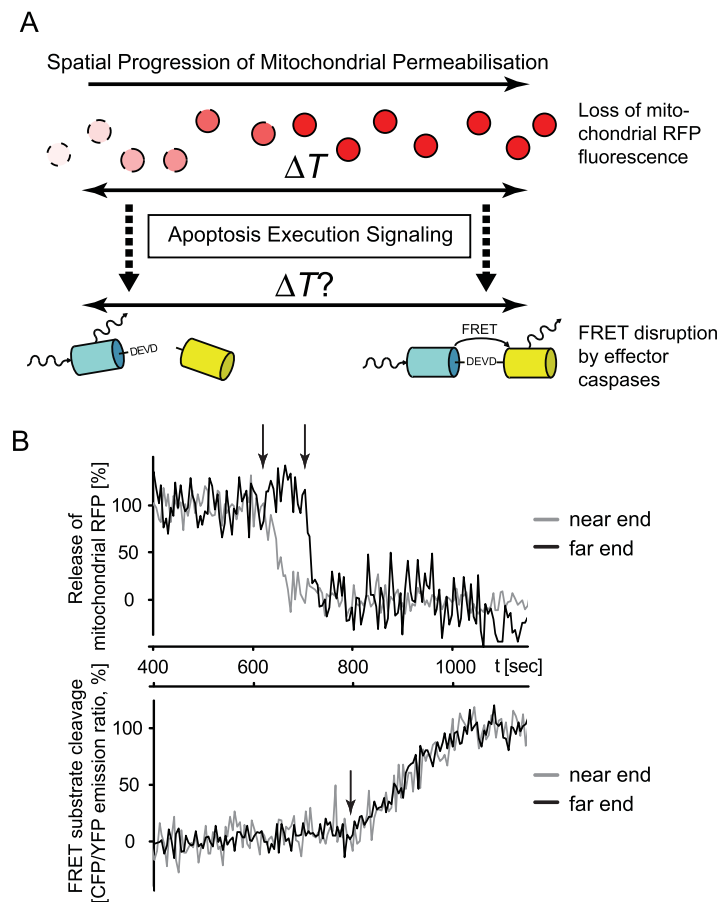 A
Spatial Progression of Mitochondrial Permeabilisation
Loss of mito-
chondrial RFP
fluorescence
ΔT
Apoptosis Execution Signaling
ΔT?
FRET
DEVD
DEVD
FRET disruption
by effector
caspases
B
Release of
mitochondrial RFP [%]
100
50
0
near end
far end
400
600
800
1000
t [sec]
FRET substrate cleavage
[CFP/YFP emission ratio, %]
100
50
0
near end
far end